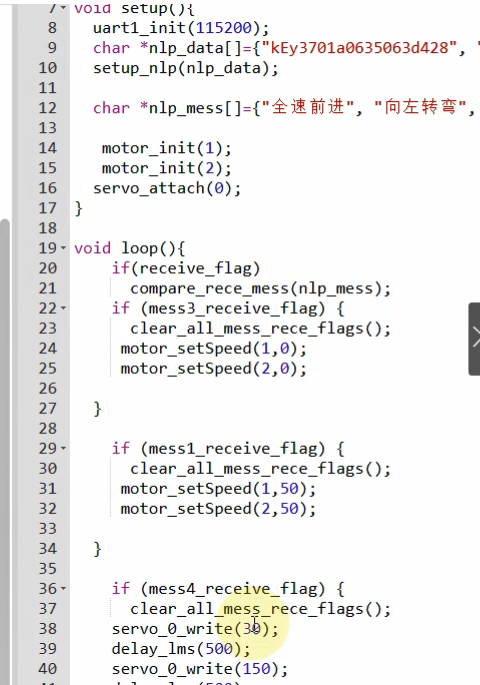 7 void setup(){
8 uart1_init(115200);
9 char *nlp_data[]={"kEy3701a0635063d428", "
10 setup_nlp(nlp_data);
11
12 char *nlp_mess[]={"全速前进", "向左转弯",
13
14 motor_init(1);
15 motor_init(2);
16 servo_attach(0);
17 }
18
19 void loop(){
20 if(receive_flag)
21 compare_rece_mess(nlp_mess);
22 if (mess3_receive_flag) {
23 clear_all_mess_rece_flags();
24 motor_setSpeed(1,0);
25 motor_setSpeed(2,0);
26
27 }
28
29 if (mess1_receive_flag) {
30 clear_all_mess_rece_flags();
31 motor_setSpeed(1,50);
32 motor_setSpeed(2,50);
33
34 }
35
36 if (mess4_receive_flag) {
37 clear_all_mess_rece_flags();
38 servo_0_write(30);
39 delay_lms(500);
40 servo_0_write(150);